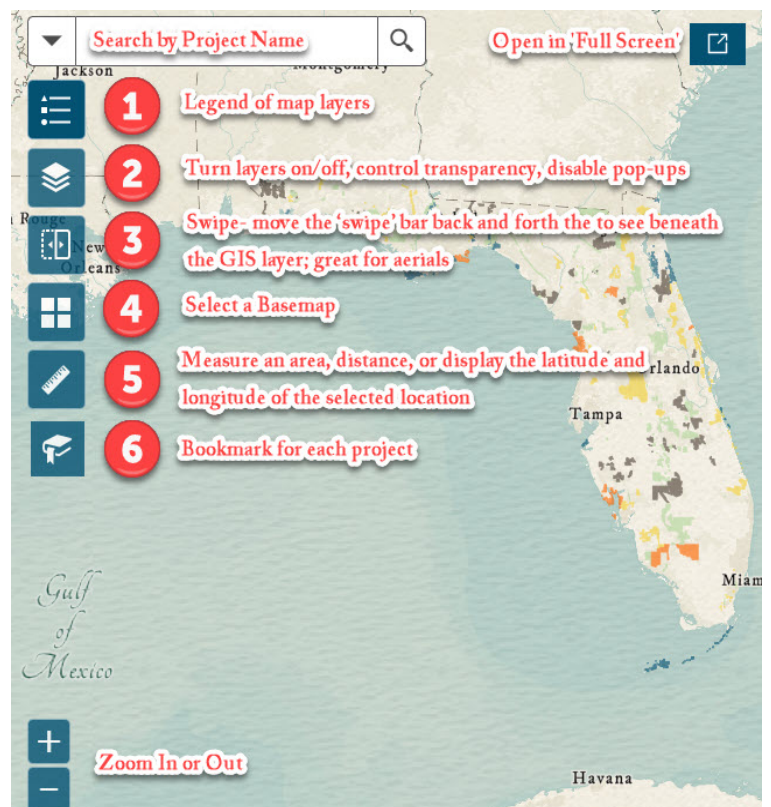 Search by Project Name
Open in 'Full Screen'
Jackson
Montgomery
1 Legend of map layers
2 Turn layers on/off, control transparency, disable pop-ups
Rouge
3 Swipe- move the 'swipe' bar back and forth the to see beneath
New
the GIS layer; great for aerials
Orleans
4 Select a Basemap
5 Measure an area, distance, or display the latitude and
Orlando
longitude of the selected location
Tampa
6 Bookmark for each project
Miam
Gulf
of
Mexico
Zoom In or Out
Havana